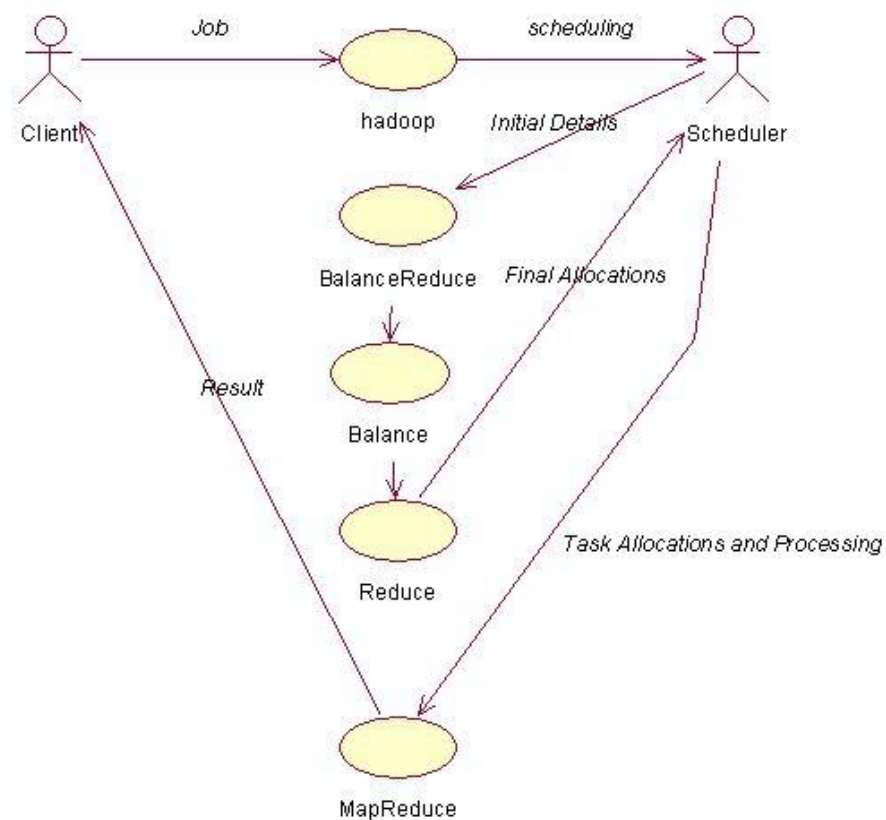 Job
scheduling
Client
hadoop
Initial Details
Scheduler
BalanceReduce
Final Allocations
Result
Balance
Task Allocations and Processing
Reduce
MapReduce